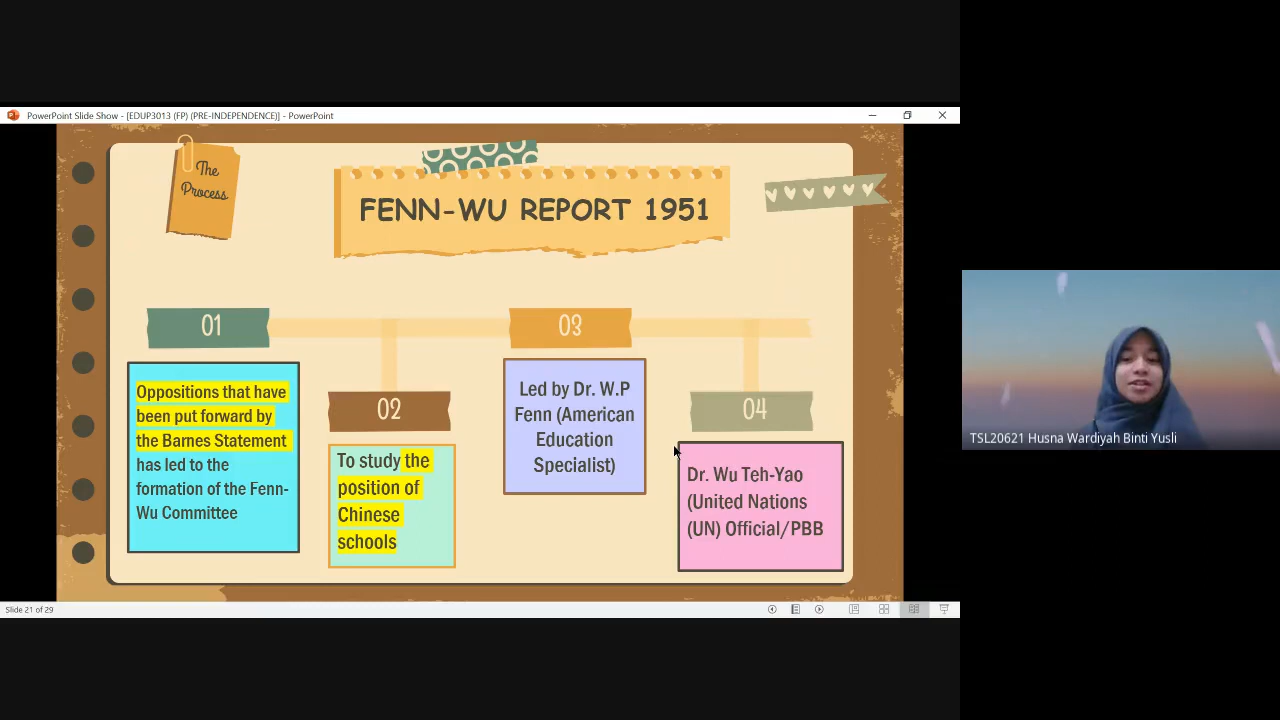 PowerPoint Slide Show - [EDUP3013 (FP) (PRE-INDEPENDENCE)] - PowerPoint
The
Process
FENN-WU REPORT 1951
01
Oppositions that have
been put forward by
the Barnes Statement
has led to the
formation of the Fenn-
Wu Committee
02
To study the
position of
Chinese
schools
03
Led by Dr. W.P
Fenn (American
Education
Specialist)
04
Dr. Wu Teh-Yao
(United Nations
(UN) Official/PBB
TSL20621 Husna Wardiyah Binti Yusli
Slide 21 of 29